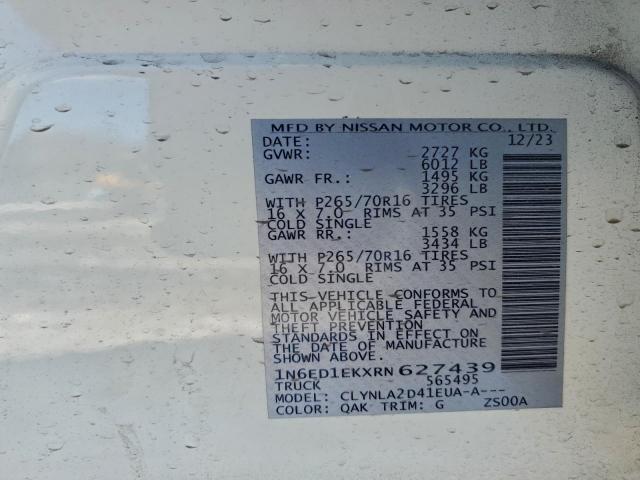 MFD BY NISSAN MOTOR CO., LTD.
DATE: 12/23
GVWR: 2727 KG
6012 LB
GAWR FR.: 1495 KG
3296 LB
WITH P265/70R16 TIRES
16 X 7.0 RIMS AT 35 PSI
COLD SINGLE
GAWR RR.: 1558 KG
3434 LB
WITH P265/70R16 TIRES
16 X 7.0 RIMS AT 35 PSI
COLD SINGLE
THIS VEHICLE CONFORMS TO
ALL APPLICABLE FEDERAL
MOTOR VEHICLE SAFETY AND
THEFT PREVENTION
STANDARDS IN EFFECT ON
THE DATE OF MANUFACTURE
SHOWN ABOVE.
1N6ED1EKXRN627439
TRUCK 565495
MODEL: CLYNLA2D41EUA-A---
COLOR: QAK TRIM: G ZS00A